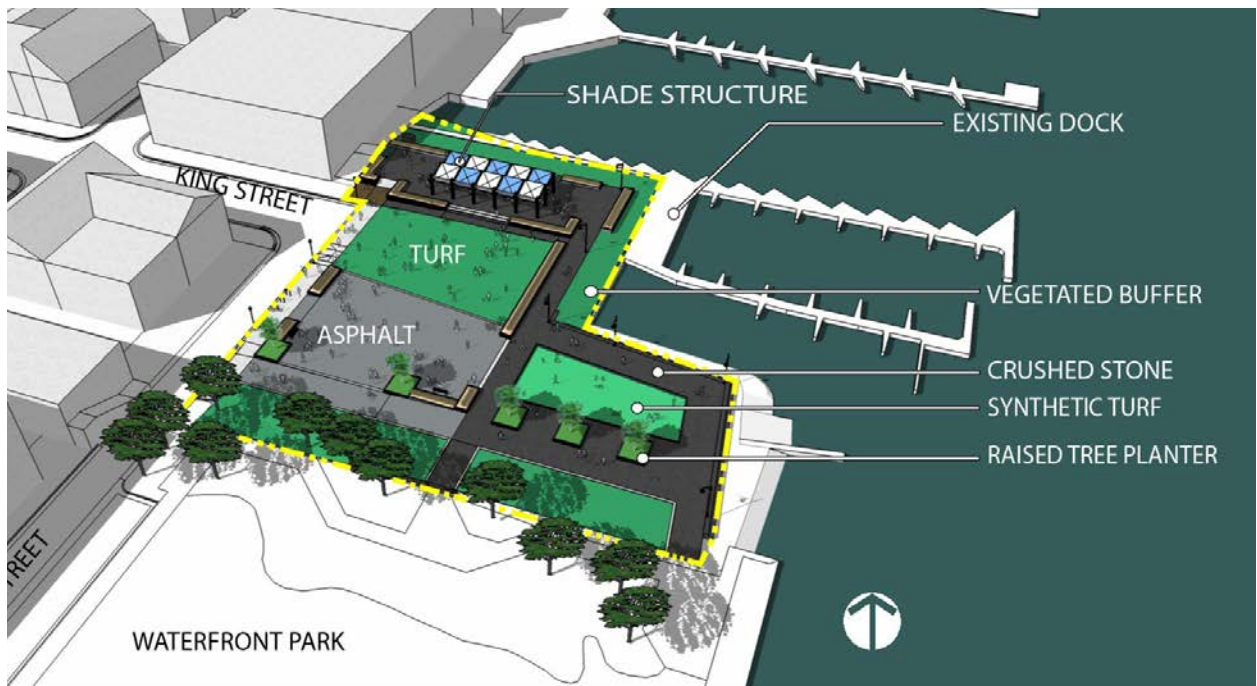 SHADE STRUCTURE
EXISTING DOCK
KING STREET
TURF
VEGETATED BUFFER
ASPHALT
CRUSHED STONE
SYNTHETIC TURF
RAISED TREE PLANTER
WATERFRONT PARK